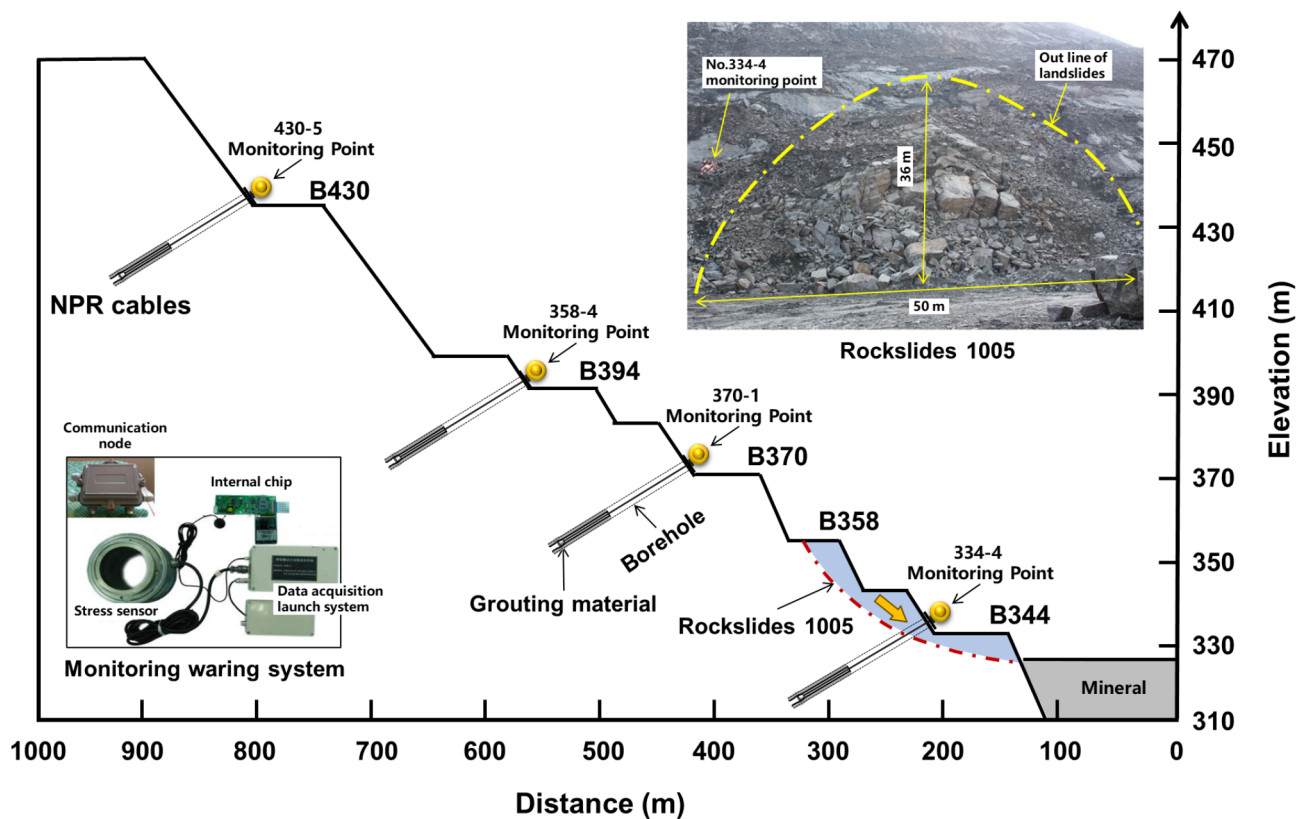 430-5
Monitoring Point
B430
NPR cables
358-4
Monitoring Point
B394
370-1
Monitoring Point
B370
Borehole
Grouting material
B358
334-4
Monitoring Point
B344
Rockslides 1005
Mineral
No.334-4
monitoring point
Out line of
landslides
36 m
50 m
Rockslides 1005
Communication
node
Internal chip
Stress sensor
Data acquisition
launch system
Monitoring waring system
470
450
430
410
390
370
350
330
310
Elevation (m)
1000
900
800
700
600
500
400
300
200
100
0
Distance (m)